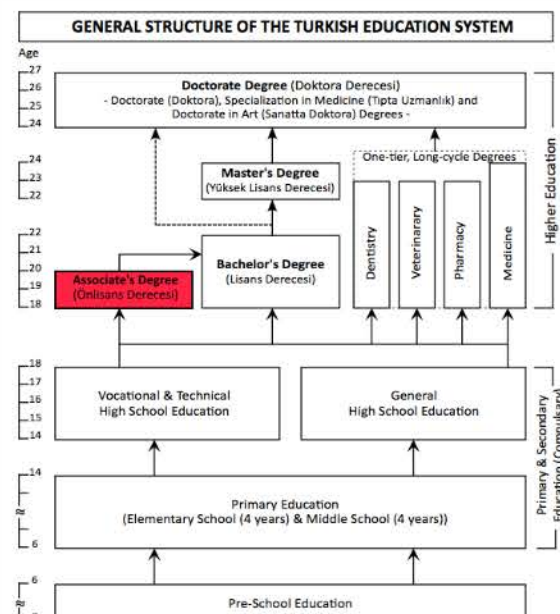 GENERAL STRUCTURE OF THE TURKISH EDUCATION SYSTEM
Age
27
26
25
24
Doctorate Degree (Doktora Derecesi)
- Doctorate (Doktora), Specialization in Medicine (Tıpta Uzmanlık) and
Doctorate in Art (Sanatta Doktora) Degrees -
24
23
22
Master's Degree
(Yüksek Lisans Derecesi)
One-tier, Long-cycle Degrees
Higher Education
22
21
20
19
18
Associate's Degree
(Önlisans Derecesi)
Bachelor's Degree
(Lisans Derecesi)
Dentistry
Veterinarary
Pharmacy
Medicine
18
17
16
15
14
Vocational & Technical
High School Education
General
High School Education
Primary & Secondary
Education (Compulsary)
14
6
Primary Education
(Elementary School (4 years) & Middle School (4 years))
6
Pre-School Education